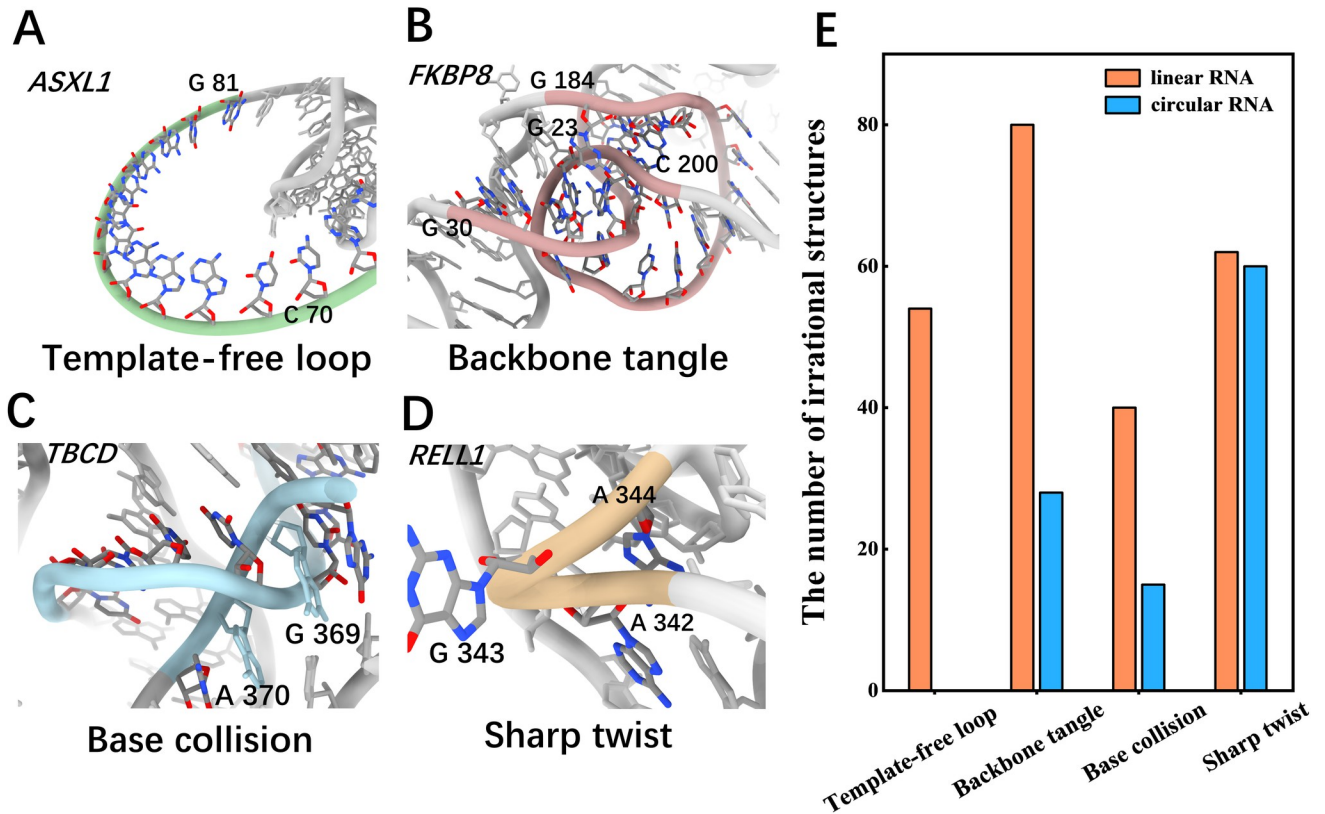 A
ASXL1
G 81
C 70
Template-free loop
B
FKBP8
G 184
G 23
C 200
G 30
Backbone tangle
C
TBCD
G 369
A 370
Base collision
D
RELL1
A 344
A 342
G 343
Sharp twist
E
linear RNA
circular RNA
The number of irrational structures
80
60
40
20
0
Template-free loop
Backbone tangle
Base collision
Sharp twist